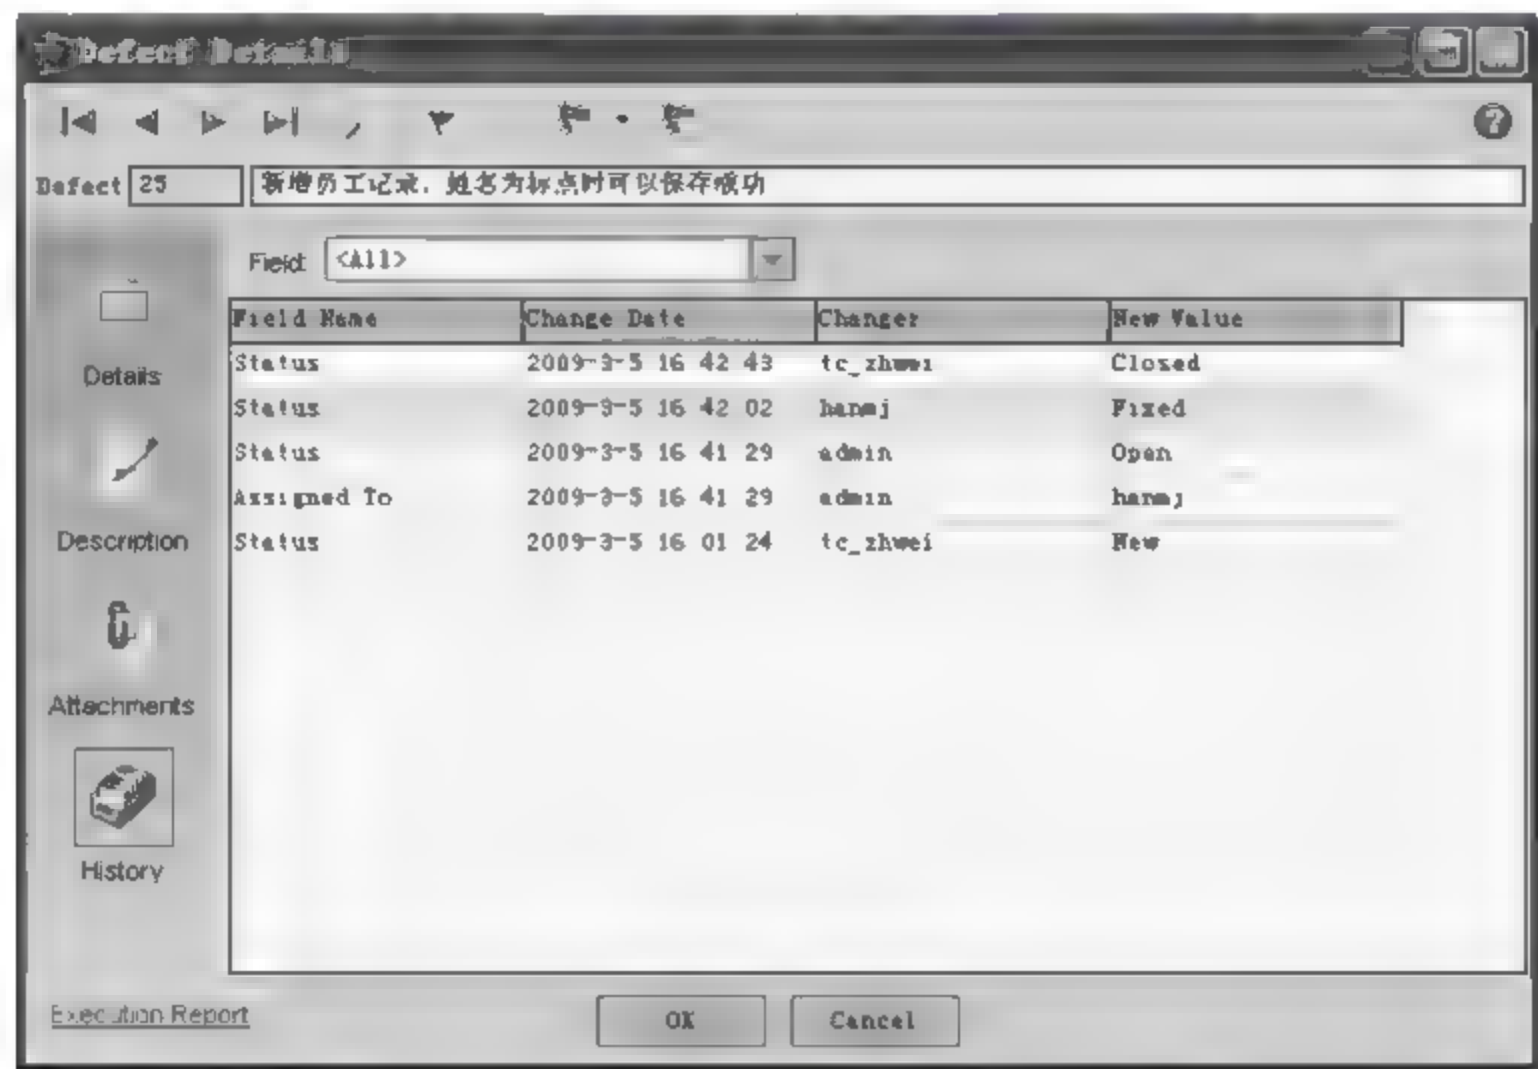 Defect Details
Defect 25 新增员工记录，姓名为标点时可以保存成功
Field: <All>
Field Name Change Date Changer New Value
Status 2009-3-5 16 42 43 tc_zhwei Closed
Status 2009-3-5 16 42 02 hanmj Fixed
Status 2009-3-5 16 41 29 admin Open
Assigned To 2009-3-5 16 41 29 admin hanmj
Status 2009-3-5 16 01 24 tc_zhwei New
Details
Description
Attachments
History
Execution Report
OK Cancel